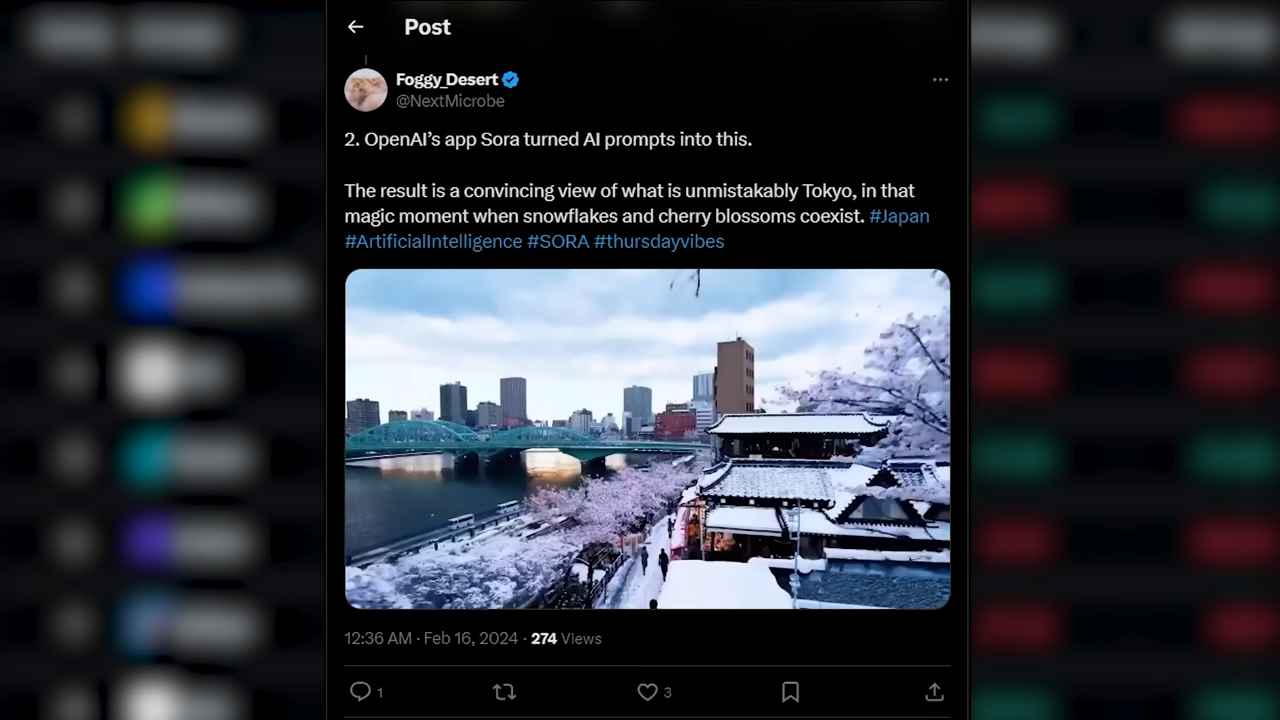 Post
Foggy_Desert
@NextMicrobe
2. OpenAI’s app Sora turned AI prompts into this.
The result is a convincing view of what is unmistakably Tokyo, in that
magic moment when snowflakes and cherry blossoms coexist. #Japan
#ArtificialIntelligence #SORA #thursdayvibes
12:36 AM · Feb 16, 2024 · 274 Views
1
3